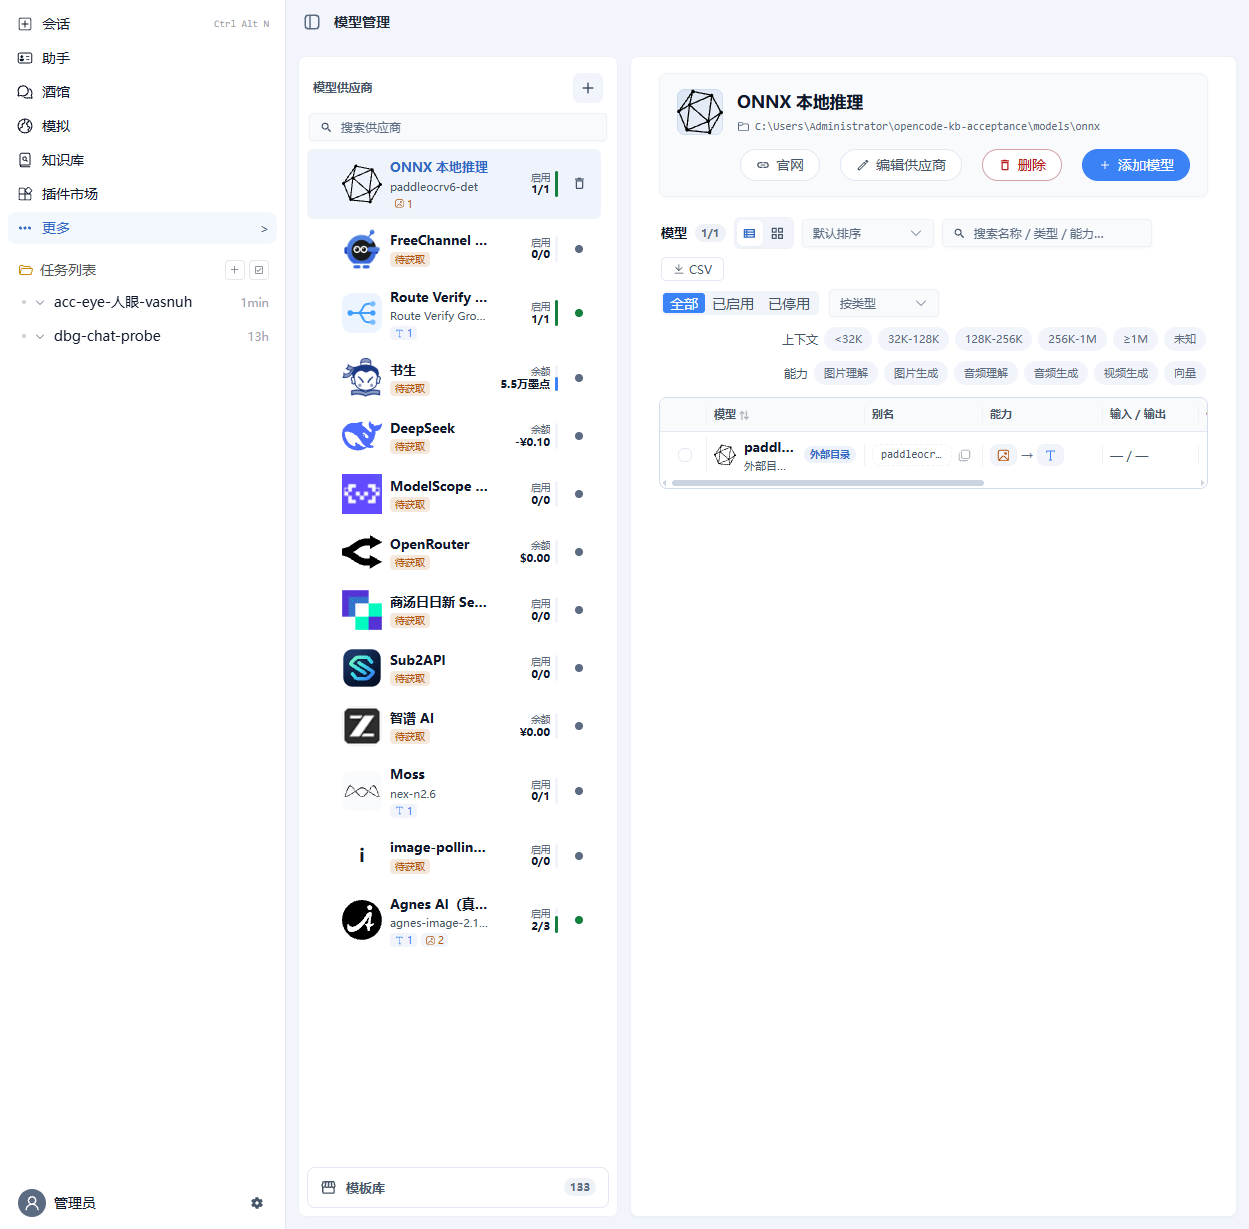 会话
Ctrl Alt N
助手
酒馆
模拟
知识库
插件市场
更多
>
任务列表
acc-eye-人眼-vasnuh
1min
dbg-chat-probe
13h
管理员
模型管理
模型供应商
搜索供应商
ONNX 本地推理
paddleocrv6-det
1
启用
1/1
FreeChannel ...
待获取
启用
0/0
Route Verify ...
Route Verify Gro...
T 1
启用
1/1
书生
待获取
余额
5.5万墨点
DeepSeek
待获取
余额
-¥0.10
ModelScope ...
待获取
启用
0/0
OpenRouter
待获取
余额
$0.00
商汤日日新 Se...
待获取
启用
0/0
Sub2API
待获取
启用
0/0
智谱 AI
待获取
余额
¥0.00
Moss
nex-n2.6
T 1
启用
0/1
i
image-pollin...
待获取
启用
0/0
Agnes AI（真...
agnes-image-2.1...
T 1
2
启用
2/3
模板库
133
ONNX 本地推理
C:\Users\Administrator\opencode-kb-acceptance\models\onnx
官网
编辑供应商
删除
+ 添加模型
模型
1/1
默认排序
搜索名称 / 类型 / 能力...
CSV
全部
已启用
已停用
按类型
上下文
<32K
32K-128K
128K-256K
256K-1M
≥1M
未知
能力
图片理解
图片生成
音频理解
音频生成
视频生成
向量
模型
别名
能力
输入 / 输出
paddl...
外部目...
外部目录
paddleocr…
→ T
— / —